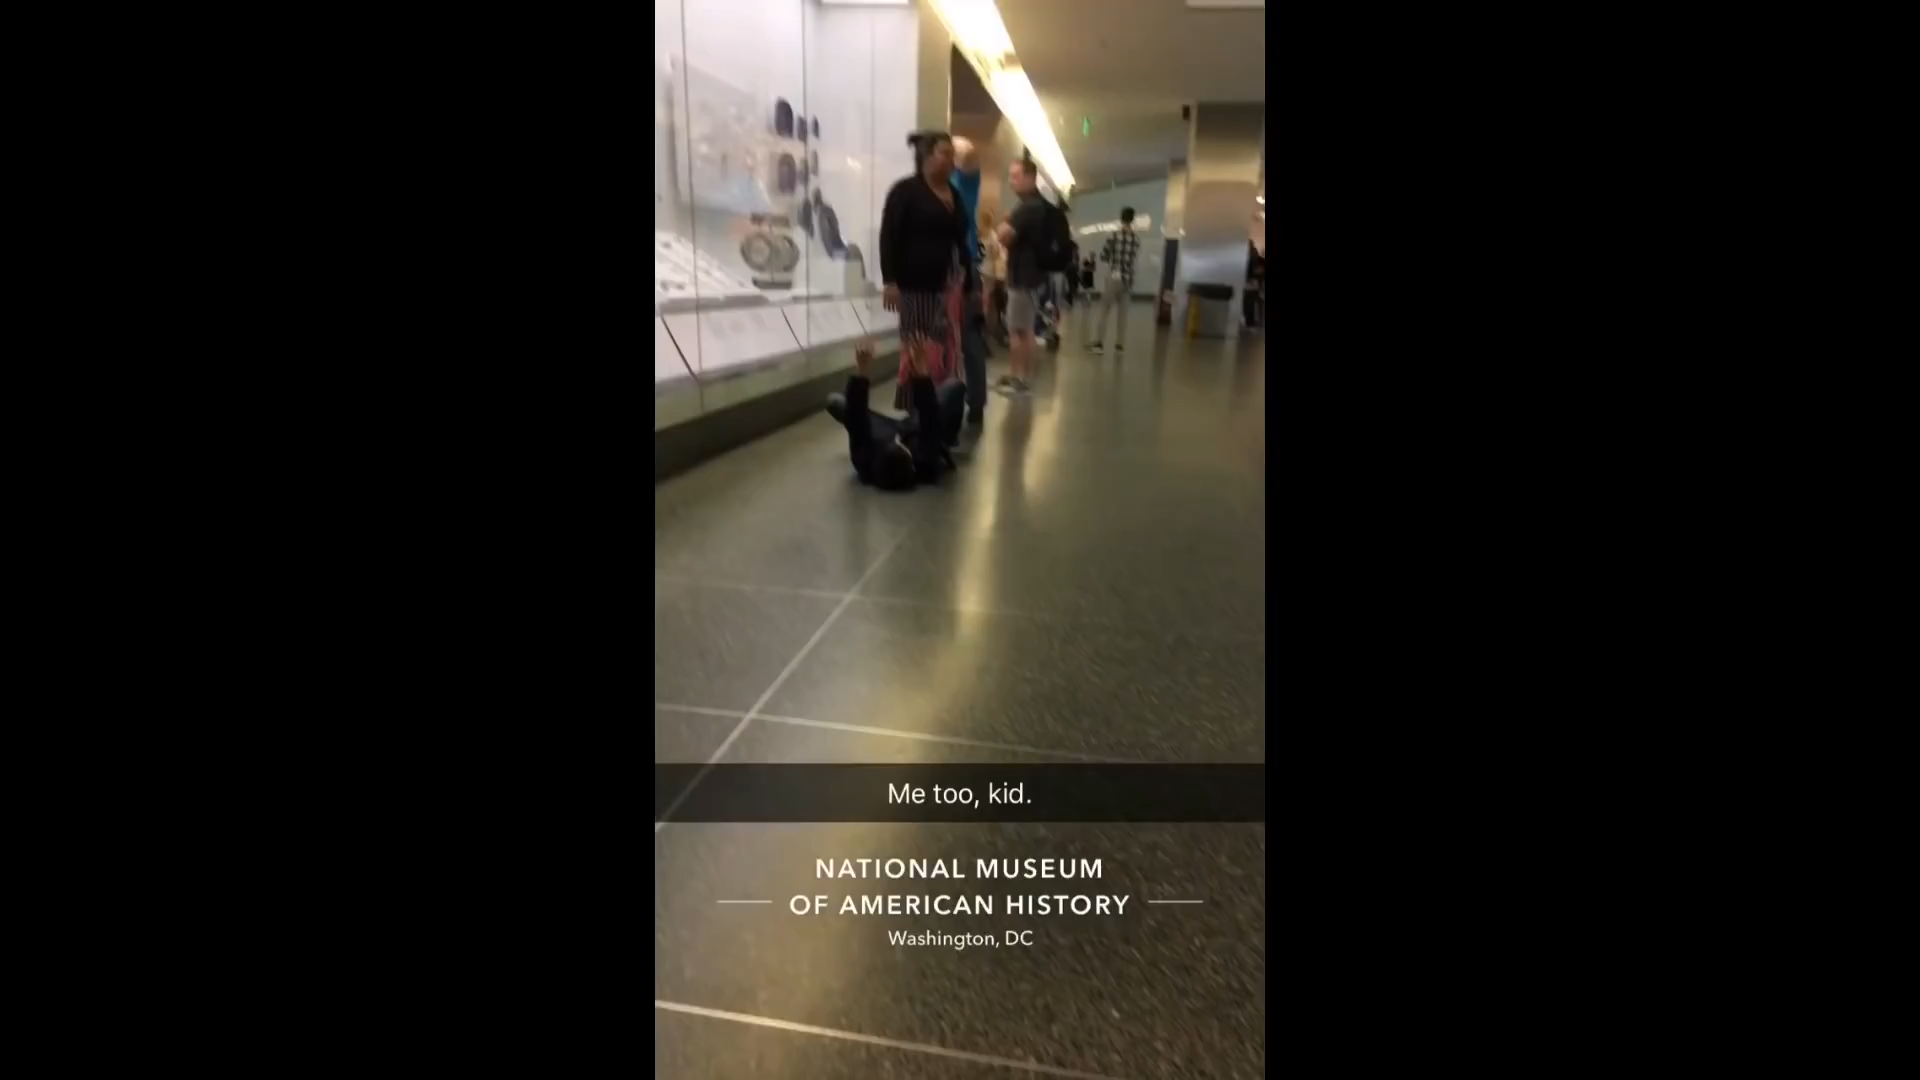 Me too, kid.
NATIONAL MUSEUM
OF AMERICAN HISTORY
Washington, DC